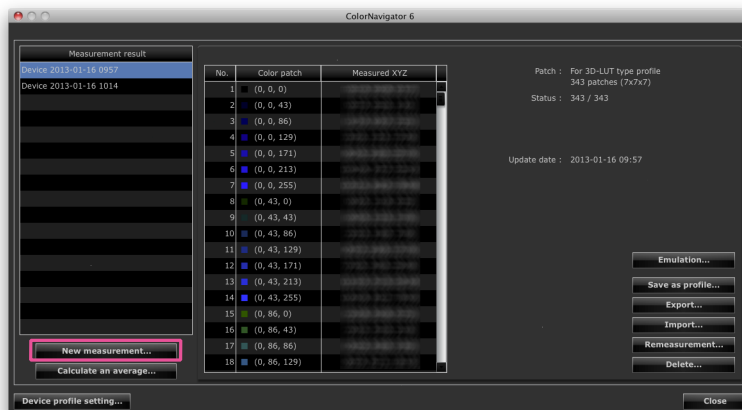 ColorNavigator 6
Measurement result
Device 2013-01-16 0957
Device 2013-01-16 1014
No. Color patch Measured XYZ
1 (0, 0, 0)
2 (0, 0, 43)
3 (0, 0, 86)
4 (0, 0, 129)
5 (0, 0, 171)
6 (0, 0, 213)
7 (0, 0, 255)
8 (0, 43, 0)
9 (0, 43, 43)
10 (0, 43, 86)
11 (0, 43, 129)
12 (0, 43, 171)
13 (0, 43, 213)
14 (0, 43, 255)
15 (0, 86, 0)
16 (0, 86, 43)
17 (0, 86, 86)
18 (0, 86, 129)
Patch : For 3D-LUT type profile
343 patches (7x7x7)
Status : 343 / 343
Update date : 2013-01-16 09:57
Emulation...
Save as profile...
Export...
Import...
Remeasurement...
Delete...
New measurement...
Calculate an average...
Device profile setting...
Close